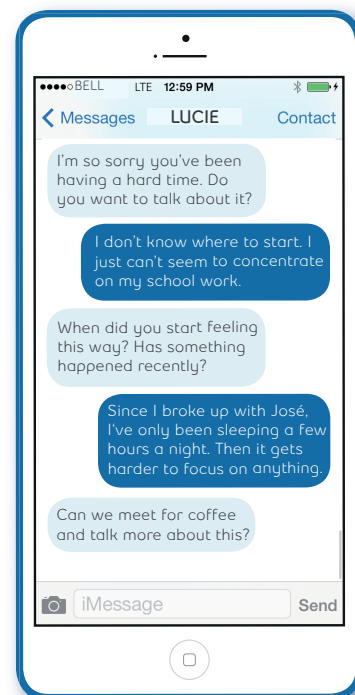 BELL LTE 12:59 PM
Messages LUCIE Contact
I'm so sorry you've been
having a hard time. Do
you want to talk about it?
I don't know where to start. I
just can't seem to concentrate
on my school work.
When did you start feeling
this way? Has something
happened recently?
Since I broke up with José,
I've only been sleeping a few
hours a night. Then it gets
harder to focus on anything.
Can we meet for coffee
and talk more about this?
iMessage Send